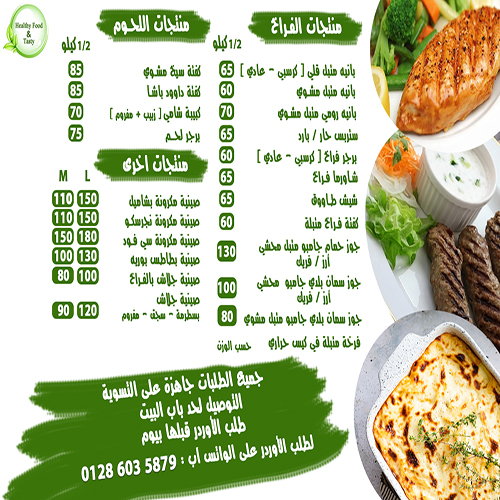 Healthy Food
&
Tasty
منتجات الفراخ
1/2 كيلو
بانيه متبل قلي [ كرسبي - عادي ] 65
بانيه متبل مشوي 60
بانيه رومي متبل مشوي 70
ستربس حار / بارد 65
برجر فراخ [ كرسبي - عادي ] 60
شاورما فراخ 65
شيش طاووق 65
كفتة فراخ متبلة 60
جوز حمام جامبو متبل محشي
أرز / فريك 130
جوز سمان بلدي جامبو محشي
أرز / فريك 100
جوز سمان بلدي جامبو متبل مشوي 80
فرخة متبلة في كيس حراري حسب الوزن
منتجات اللحوم
1/2 كيلو
كفتة سيخ مشوي 85
كفتة داوود باشا 85
كبيبة شامي [ زبيب + مفروم ] 70
برجر لحم 75
منتجات اخرى
M L
صينية مكرونة بشاميل 150 110
صينية مكرونة نجرسكو 150 110
صينية مكرونة سي فود 180 150
صينية بطاطس بوريه 130 100
صينية جلاش بالفراخ 100 80
صينية جلاش
بسطرمة - سجق - مفروم 120 90
جميع الطلبات جاهزة على التسوية
التوصيل لحد باب البيت
طلب الأوردر قبلها بيوم
لطلب الأوردر على الواتس اب : 5879 603 0128